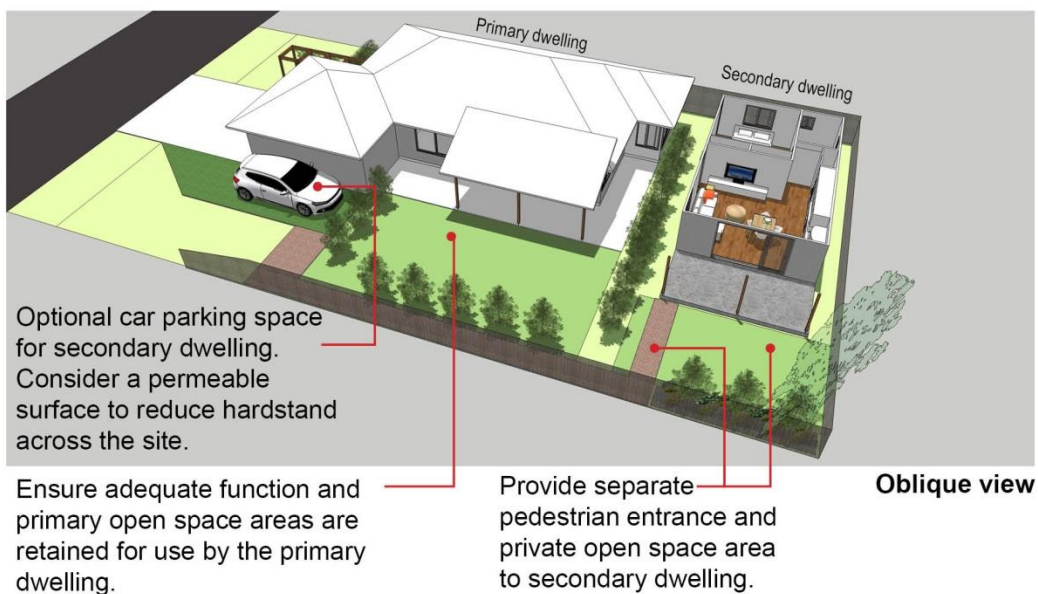 Primary dwelling
Secondary dwelling
Optional car parking space
for secondary dwelling.
Consider a permeable
surface to reduce hardstand
across the site.
Ensure adequate function and
primary open space areas are
retained for use by the primary
dwelling.
Provide separate
pedestrian entrance and
private open space area
to secondary dwelling.
Oblique view